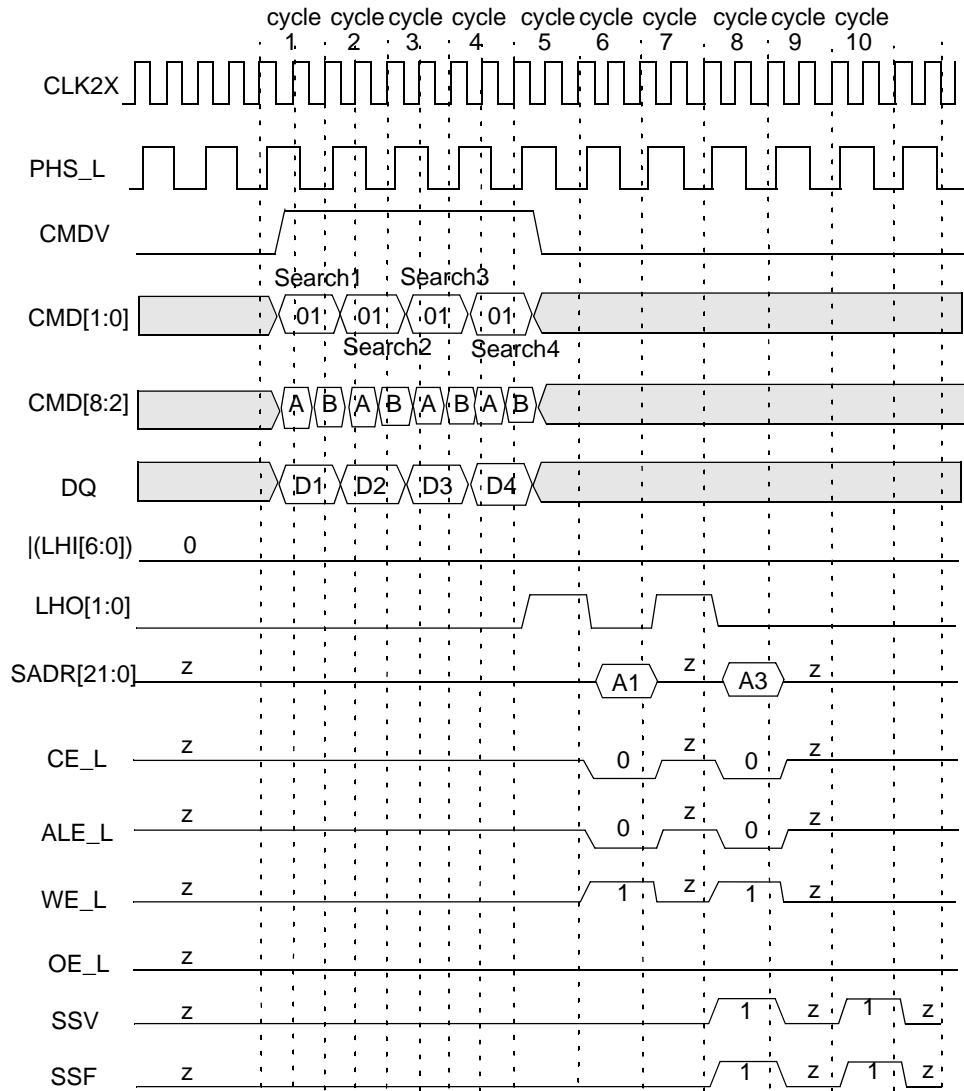 cycle cycle cycle cycle cycle cycle cycle cycle cycle cycle
1 2 3 4 5 6 7 8 9 10
CLK2X
PHS_L
CMDV
Search1 Search3
CMD[1:0] 01 01 01 01
Search2 Search4
CMD[8:2] A B A B A B A B
DQ D1 D2 D3 D4
|(LHI[6:0]) 0
LHO[1:0]
SADR[21:0] z A1 z A3 z
CE_L z 0 z 0 z
ALE_L z 0 z 0 z
WE_L z 1 z 1 z
OE_L z
SSV z 1 z 1 z
SSF z 1 z 1 z